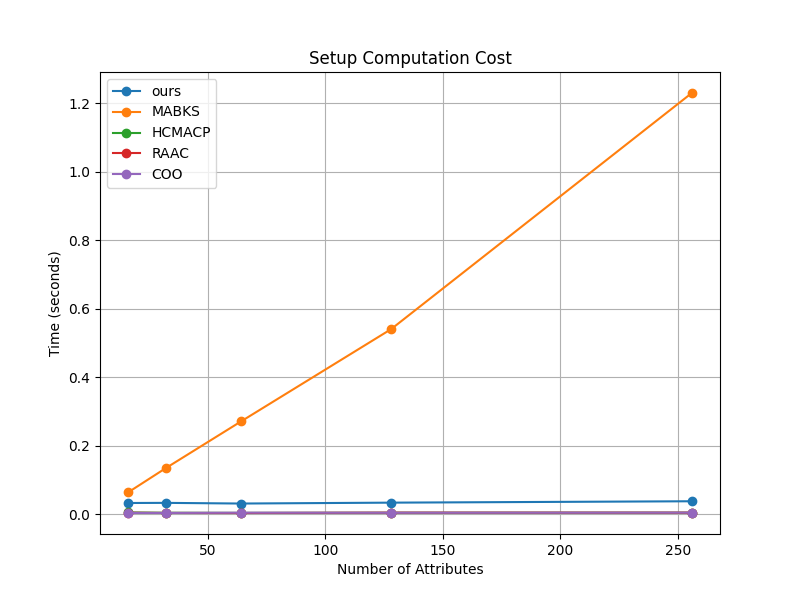 Setup Computation Cost
ours
MABKS
HCMACP
RAAC
COO
Time (seconds)
1.2
1.0
0.8
0.6
0.4
0.2
0.0
50 100 150 200 250
Number of Attributes